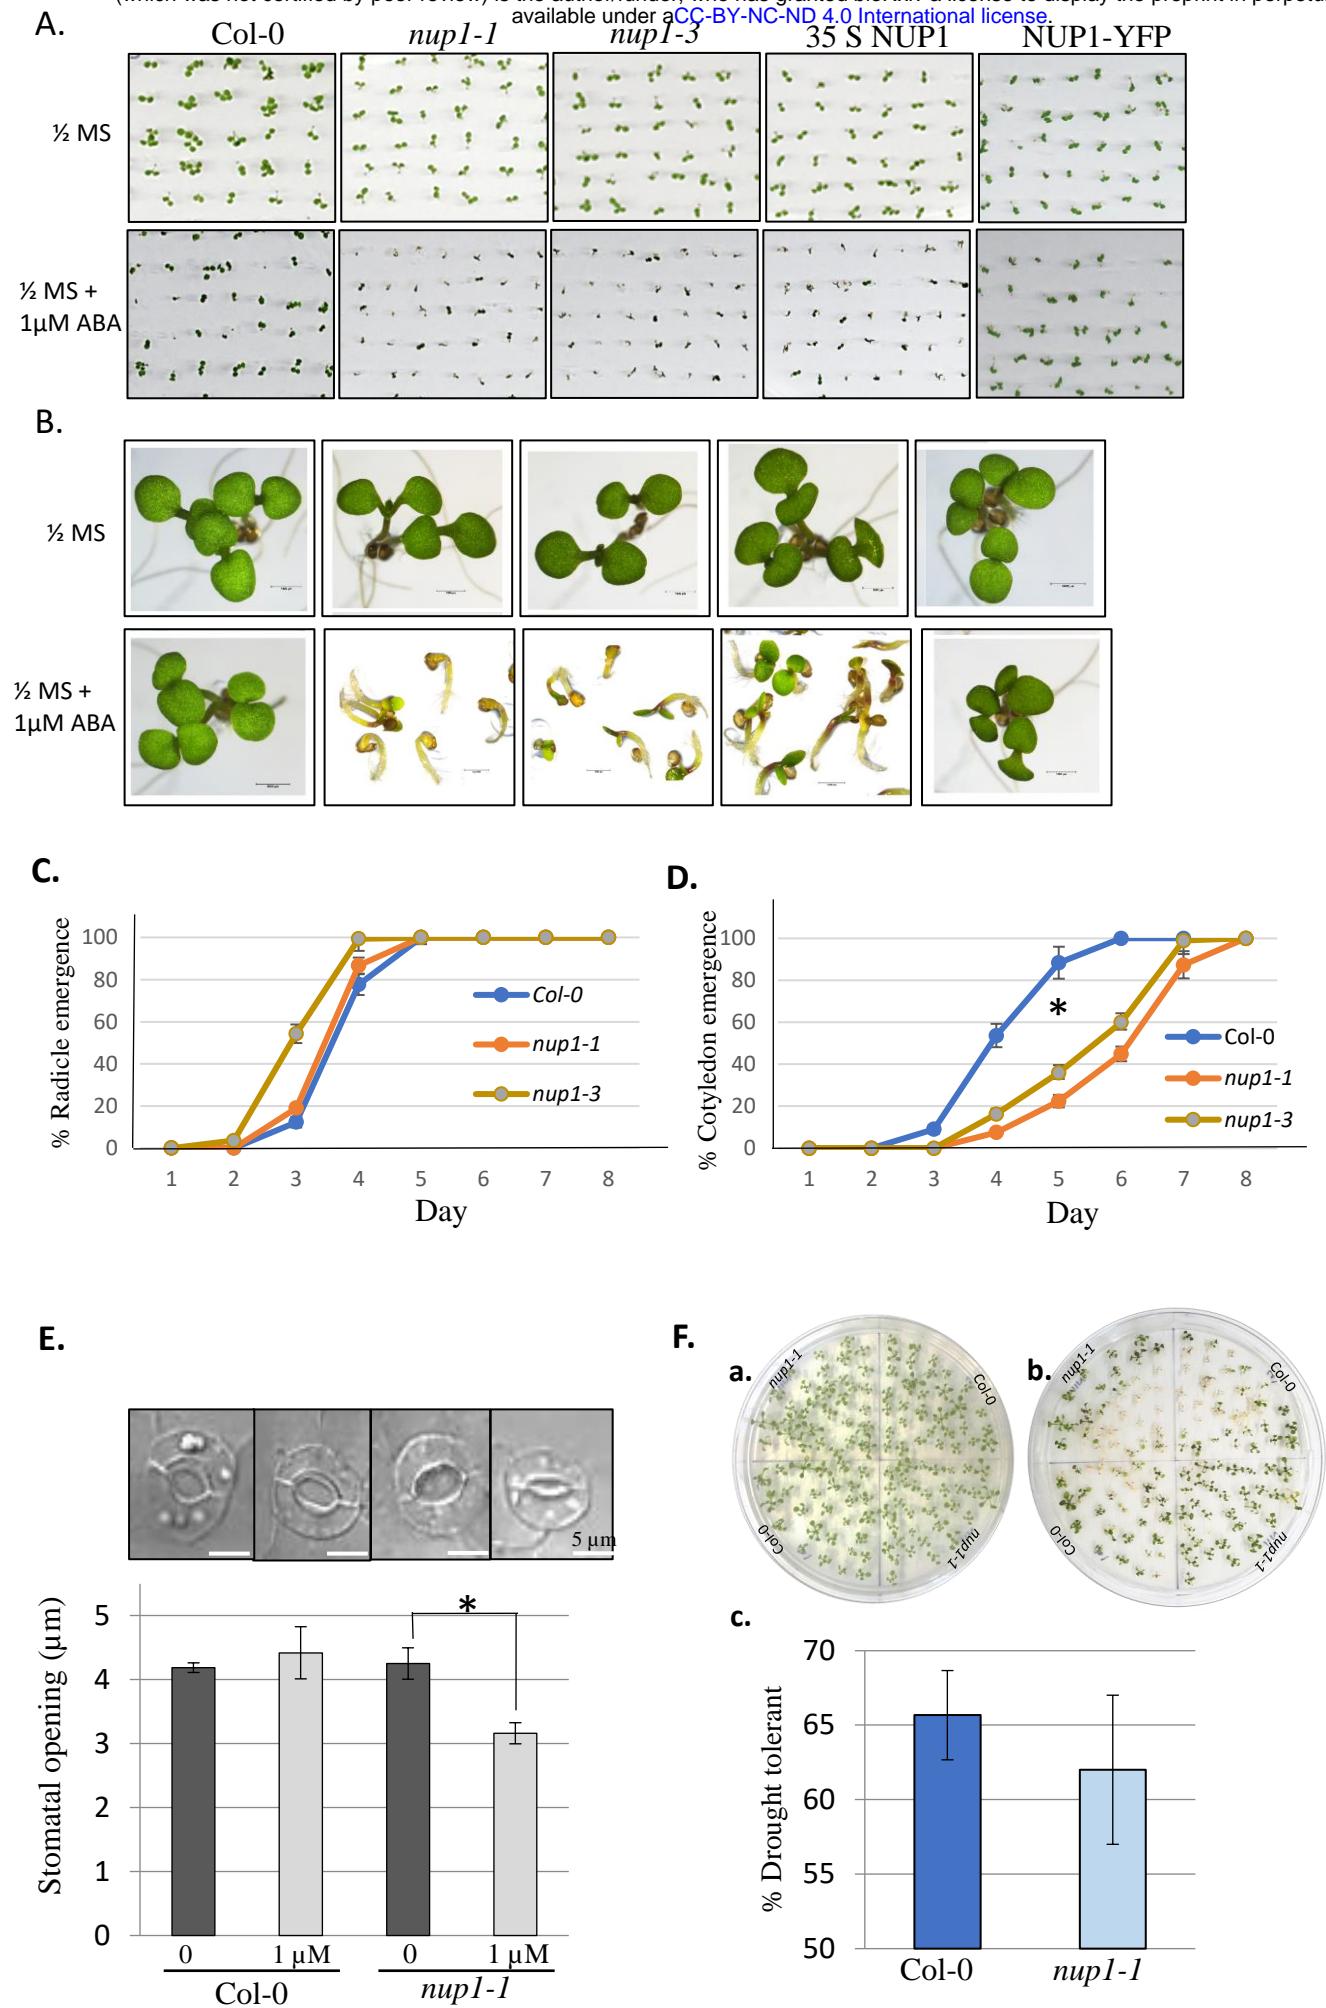 available under aCC-BY-NC-ND 4.0 International license.
A.
Col-0 nup1-1 nup1-3 35 S NUP1 NUP1-YFP
½ MS
½ MS +
1µM ABA
B.
½ MS
½ MS +
1µM ABA
C.
% Radicle emergence
100
80
60
40
20
0
Col-0
nup1-1
nup1-3
1 2 3 4 5 6 7 8
Day
D.
% Cotyledon emergence
100
80
60
40
20
0
*
Col-0
nup1-1
nup1-3
1 2 3 4 5 6 7 8
Day
E.
5 µm
Stomatal opening (µm)
5
4
3
2
1
0
*
0 1 µM 0 1 µM
Col-0 nup1-1
F.
a.
nup1-1
Col-0
Col-0
nup1-1
b.
nup1-1
Col-0
Col-0
nup1-1
c.
% Drought tolerant
70
65
60
55
50
Col-0 nup1-1